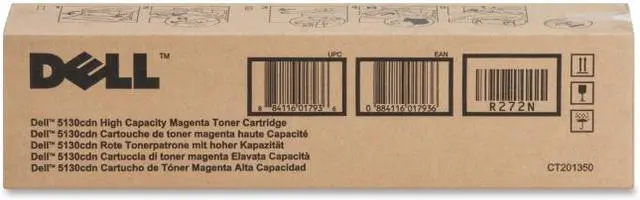 DELL™
UPC
EAN
8 84116 01793 6
0 884116 017936
R272N
Dell™ 5130cdn High Capacity Magenta Toner Cartridge
Dell™ 5130cdn Cartouche de toner magenta haute Capacité
Dell™ 5130cdn Rote Tonerpatrone mit hoher Kapazität
Dell™ 5130cdn Cartuccia di toner magenta Elavata Capacità
Dell™ 5130cdn Cartucho de Tóner Magenta Alta Capacidad
CT201350